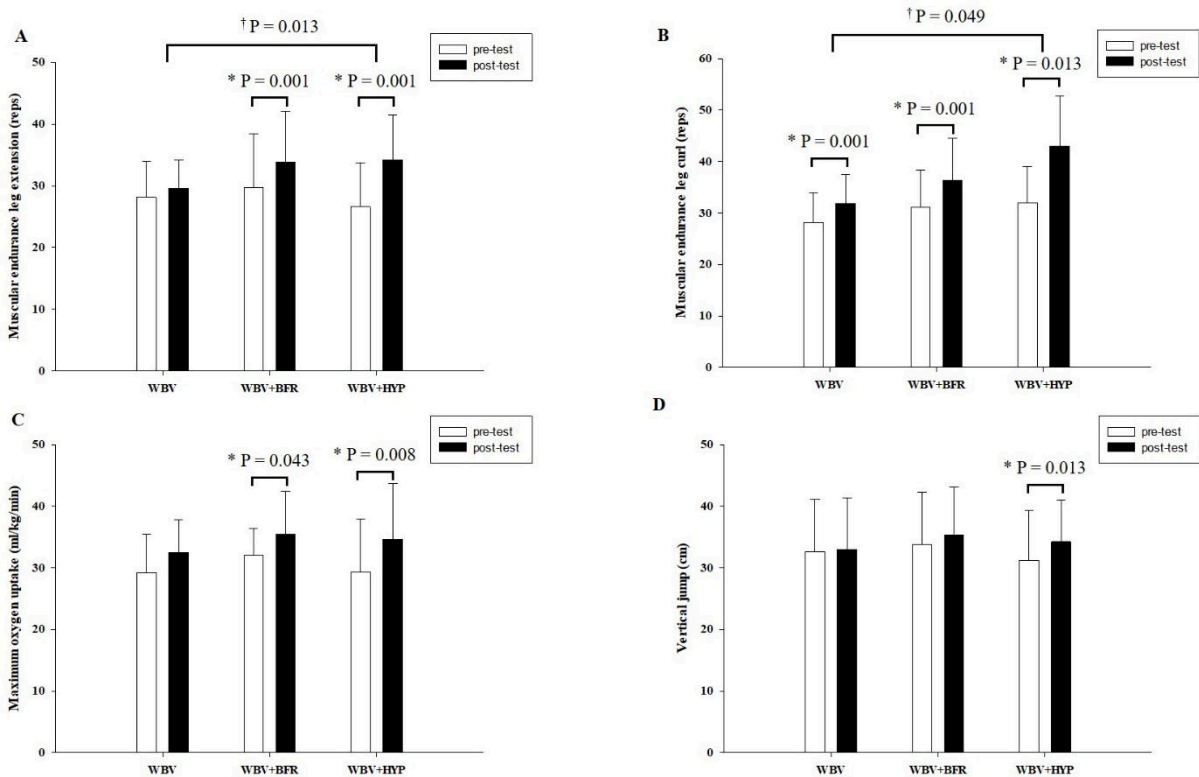 A
† P = 0.013
pre-test
post-test
* P = 0.001
* P = 0.001
Muscular endurance leg extension (reps)
50
40
30
20
10
0
WBV
WBV+BFR
WBV+HYP
B
† P = 0.049
pre-test
post-test
* P = 0.001
* P = 0.001
* P = 0.013
Muscular endurance leg curl (reps)
60
50
40
30
20
10
0
WBV
WBV+BFR
WBV+HYP
C
pre-test
post-test
* P = 0.043
* P = 0.008
Maximum oxygen uptake (ml/kg/min)
50
40
30
20
10
0
WBV
WBV+BFR
WBV+HYP
D
pre-test
post-test
* P = 0.013
Vertical jump (cm)
50
40
30
20
10
0
WBV
WBV+BFR
WBV+HYP